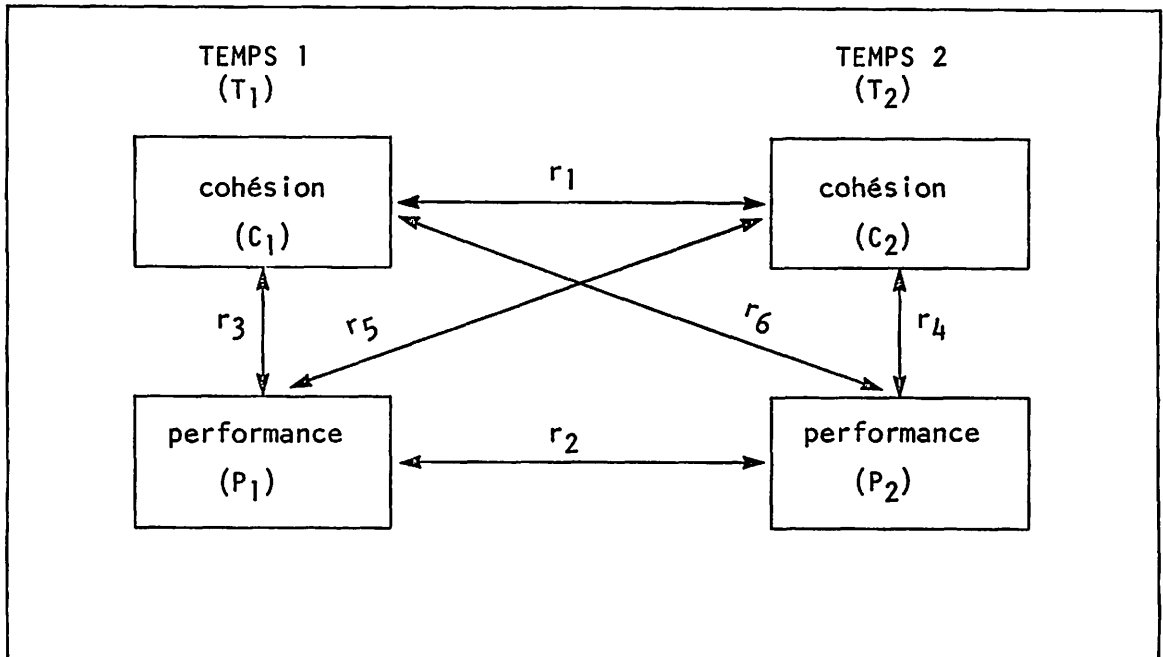 TEMPS 1
(T1)
TEMPS 2
(T2)
cohésion
(C1)
r1
cohésion
(C2)
r3
r5
r6
r4
performance
(P1)
r2
performance
(P2)